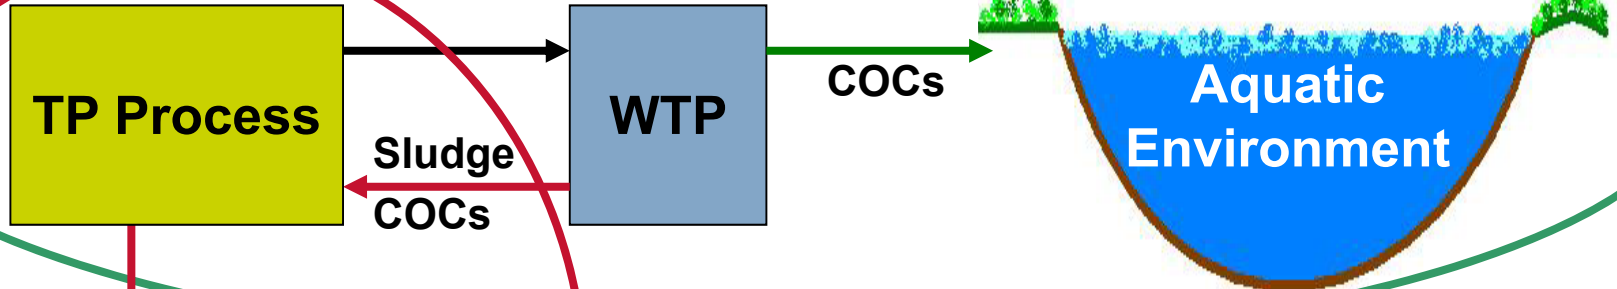 TP Process
Sludge
COCs
WTP
COCs
Aquatic
Environment